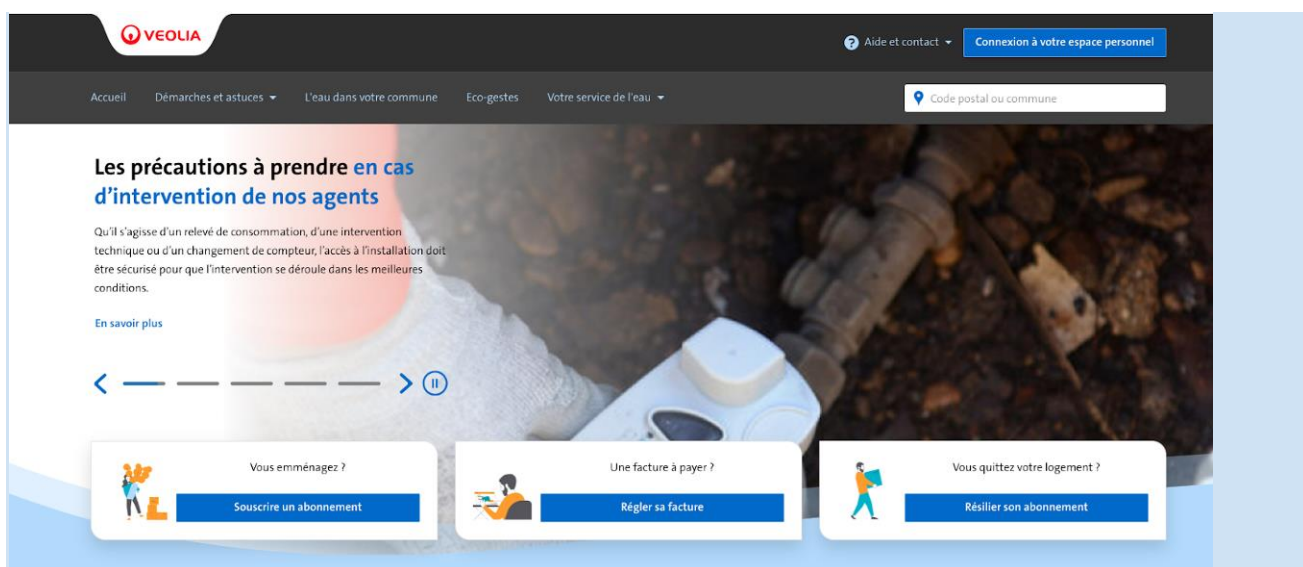 VEOLIA
Aide et contact
Connexion à votre espace personnel
Accueil
Démarches et astuces
L'eau dans votre commune
Eco-gestes
Votre service de l'eau
Code postal ou commune
Les précautions à prendre en cas
d'intervention de nos agents
Qu'il s'agisse d'un relevé de consommation, d'une intervention
technique ou d'un changement de compteur, l'accès à l'installation doit
être sécurisé pour que l'intervention se déroule dans les meilleures
conditions.
En savoir plus
Vous emménagez ?
Souscrire un abonnement
Une facture à payer ?
Régler sa facture
Vous quittez votre logement ?
Résilier son abonnement